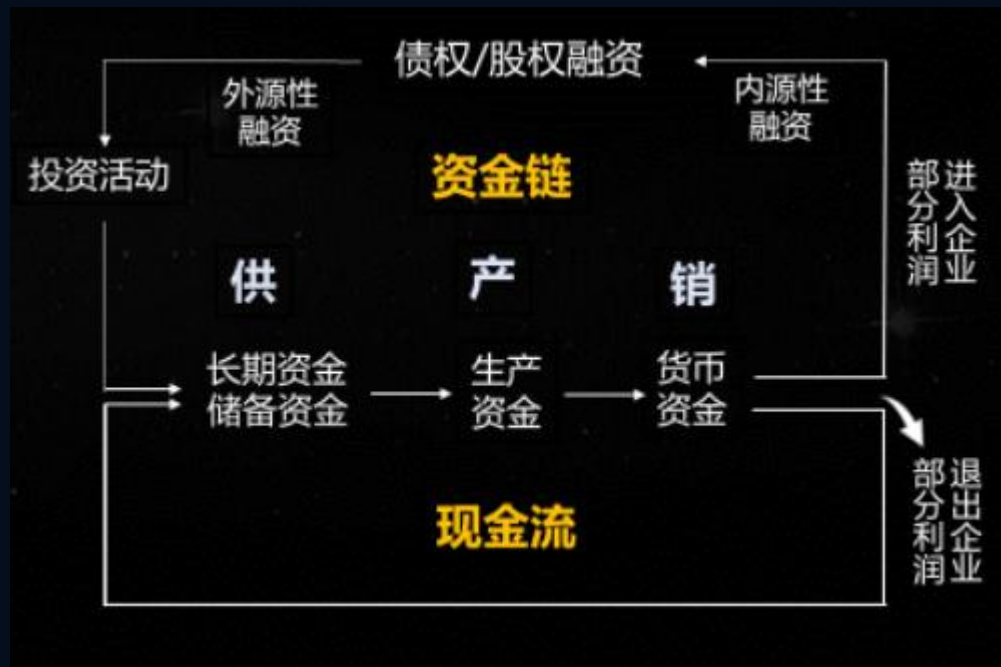 债权/股权融资
外源性
融资
内源性
融资
投资活动
资金链
进入企业
部分利润
供
产
销
长期资金
储备资金
生产
资金
货币
资金
现金流
退出企业
部分利润